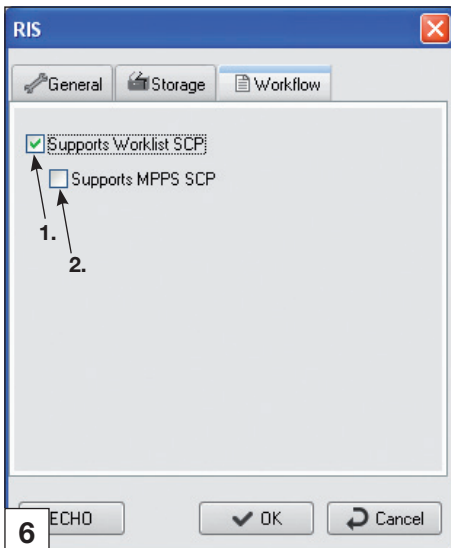 RIS
General Storage Workflow
Supports Worklist SCP
Supports MPPS SCP
1.
2.
6 ECHO OK Cancel